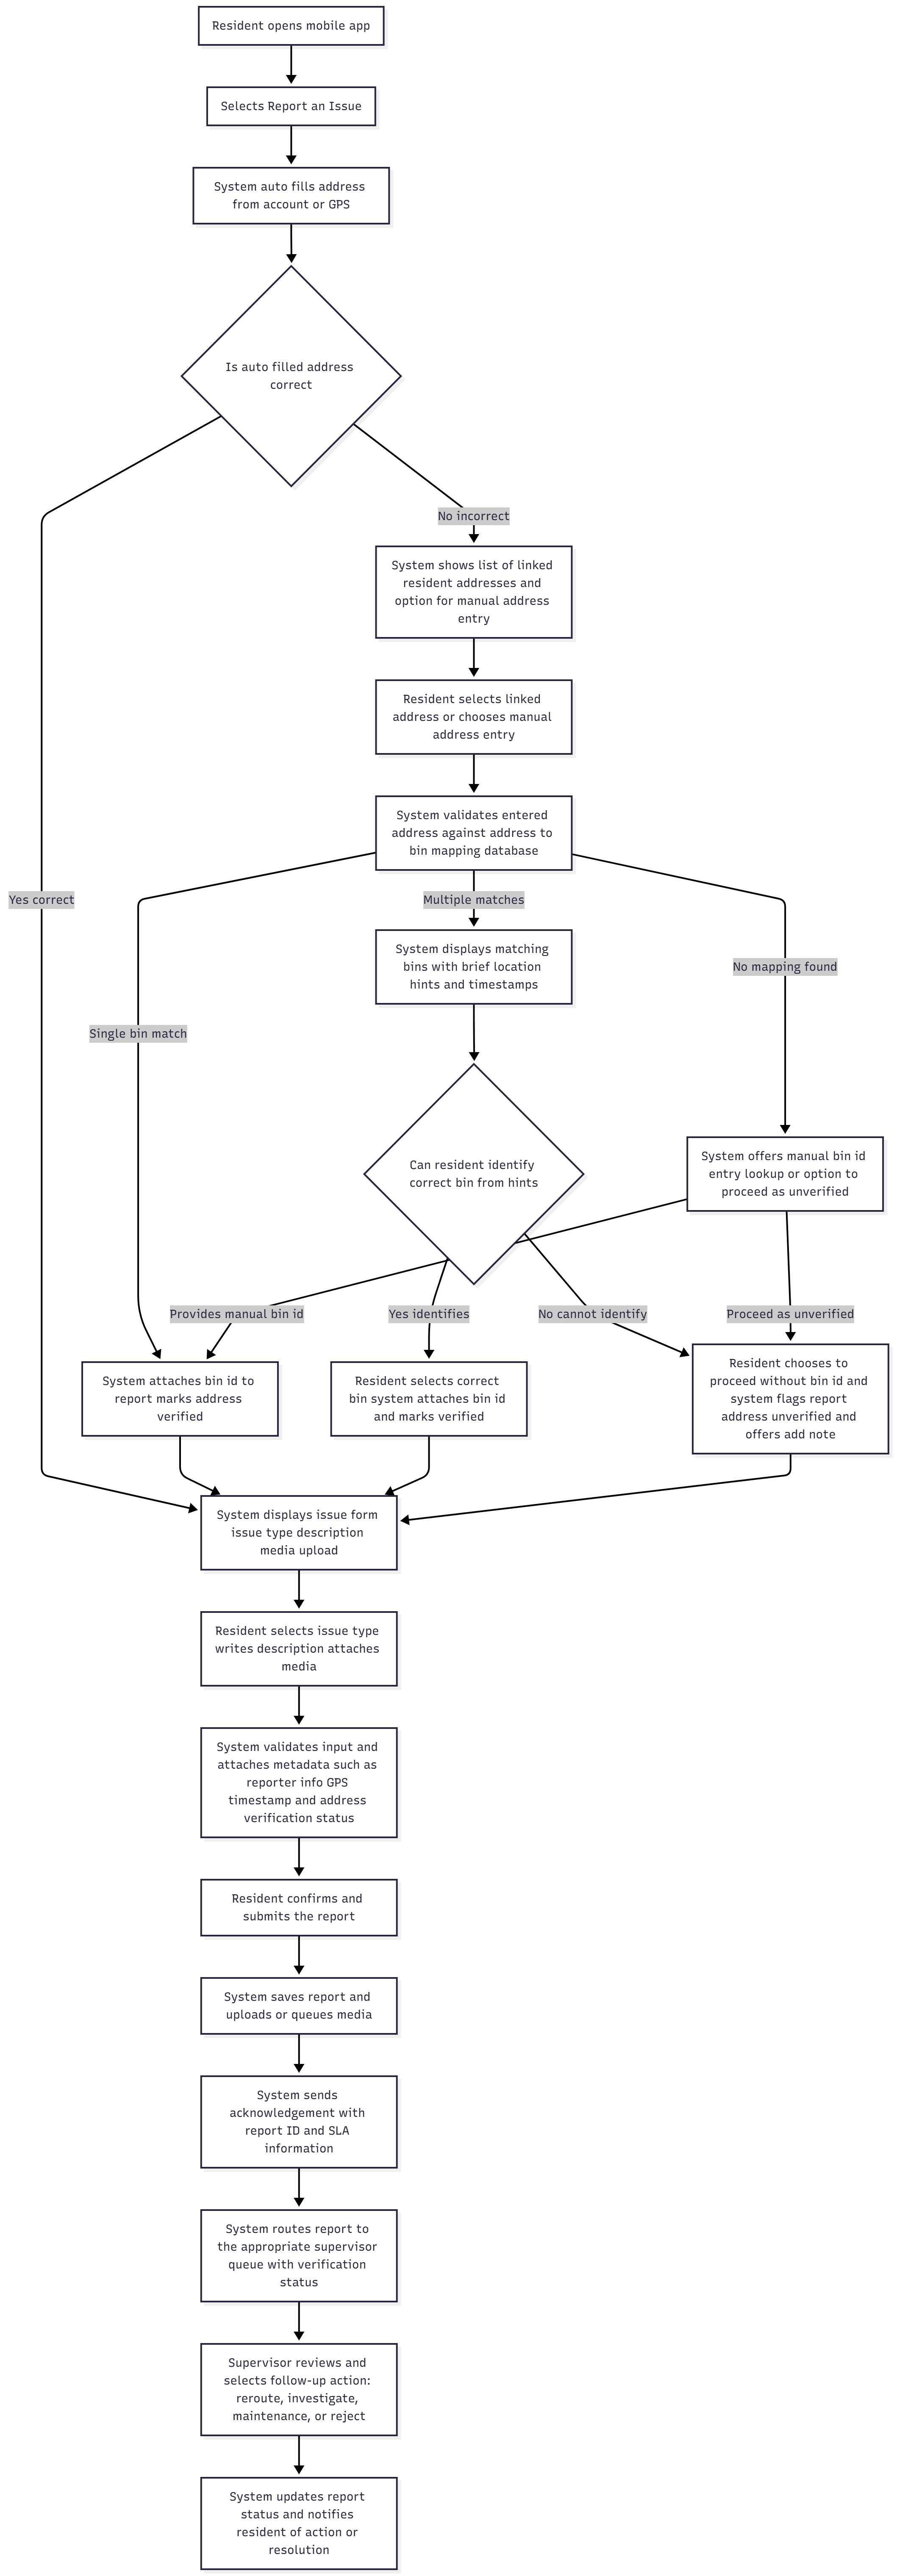 Resident opens mobile app
Selects Report an Issue
System auto fills address
from account or GPS
Is auto filled address
correct
No incorrect
System shows list of linked
resident addresses and
option for manual address
entry
Resident selects linked
address or chooses manual
address entry
System validates entered
address against address to
bin mapping database
Yes correct
Multiple matches
System displays matching
bins with brief location
hints and timestamps
No mapping found
Single bin match
Can resident identify
correct bin from hints
System offers manual bin id
entry lookup or option to
proceed as unverified
Provides manual bin id
Yes identifies
No cannot identify
Proceed as unverified
System attaches bin id to
report marks address
verified
Resident selects correct
bin system attaches bin id
and marks verified
Resident chooses to
proceed without bin id and
system flags report
address unverified and
offers add note
System displays issue form
issue type description
media upload
Resident selects issue type
writes description attaches
media
System validates input and
attaches metadata such as
reporter info GPS
timestamp and address
verification status
Resident confirms and
submits the report
System saves report and
uploads or queues media
System sends
acknowledgement with
report ID and SLA
information
System routes report to
the appropriate supervisor
queue with verification
status
Supervisor reviews and
selects follow-up action:
reroute, investigate,
maintenance, or reject
System updates report
status and notifies
resident of action or
resolution